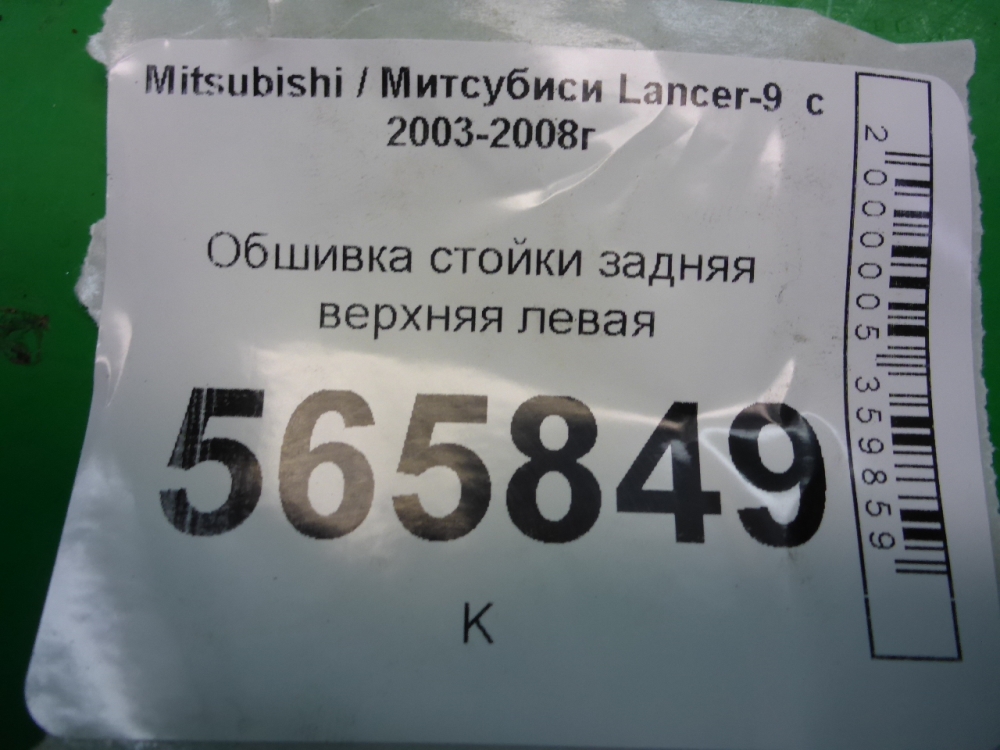 Mitsubishi / Митсубиси Lancer-9 с
2003-2008г
Обшивка стойки задняя
верхняя левая
565849
К
2000005359859